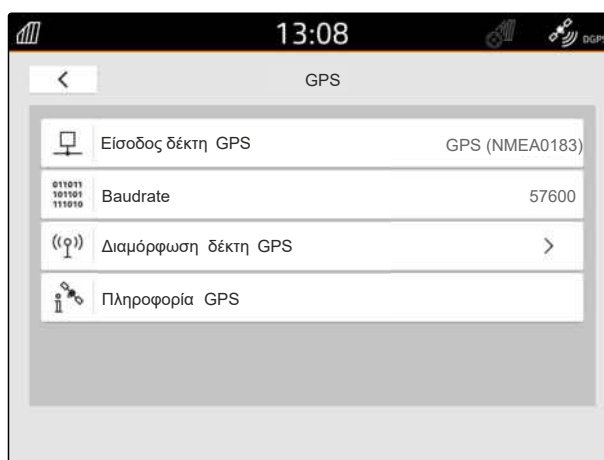 13:08
DGPS
GPS
Είσοδος δέκτη GPS
GPS (NMEA0183)
011011
101101
111010
Baudrate
57600
Διαμόρφωση δέκτη GPS
Πληροφορία GPS